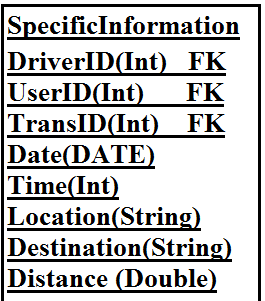 SpecificInformation
DriverID(Int) FK
UserID(Int) FK
TransID(Int) FK
Date(DATE)
Time(Int)
Location(String)
Destination(String)
Distance (Double)